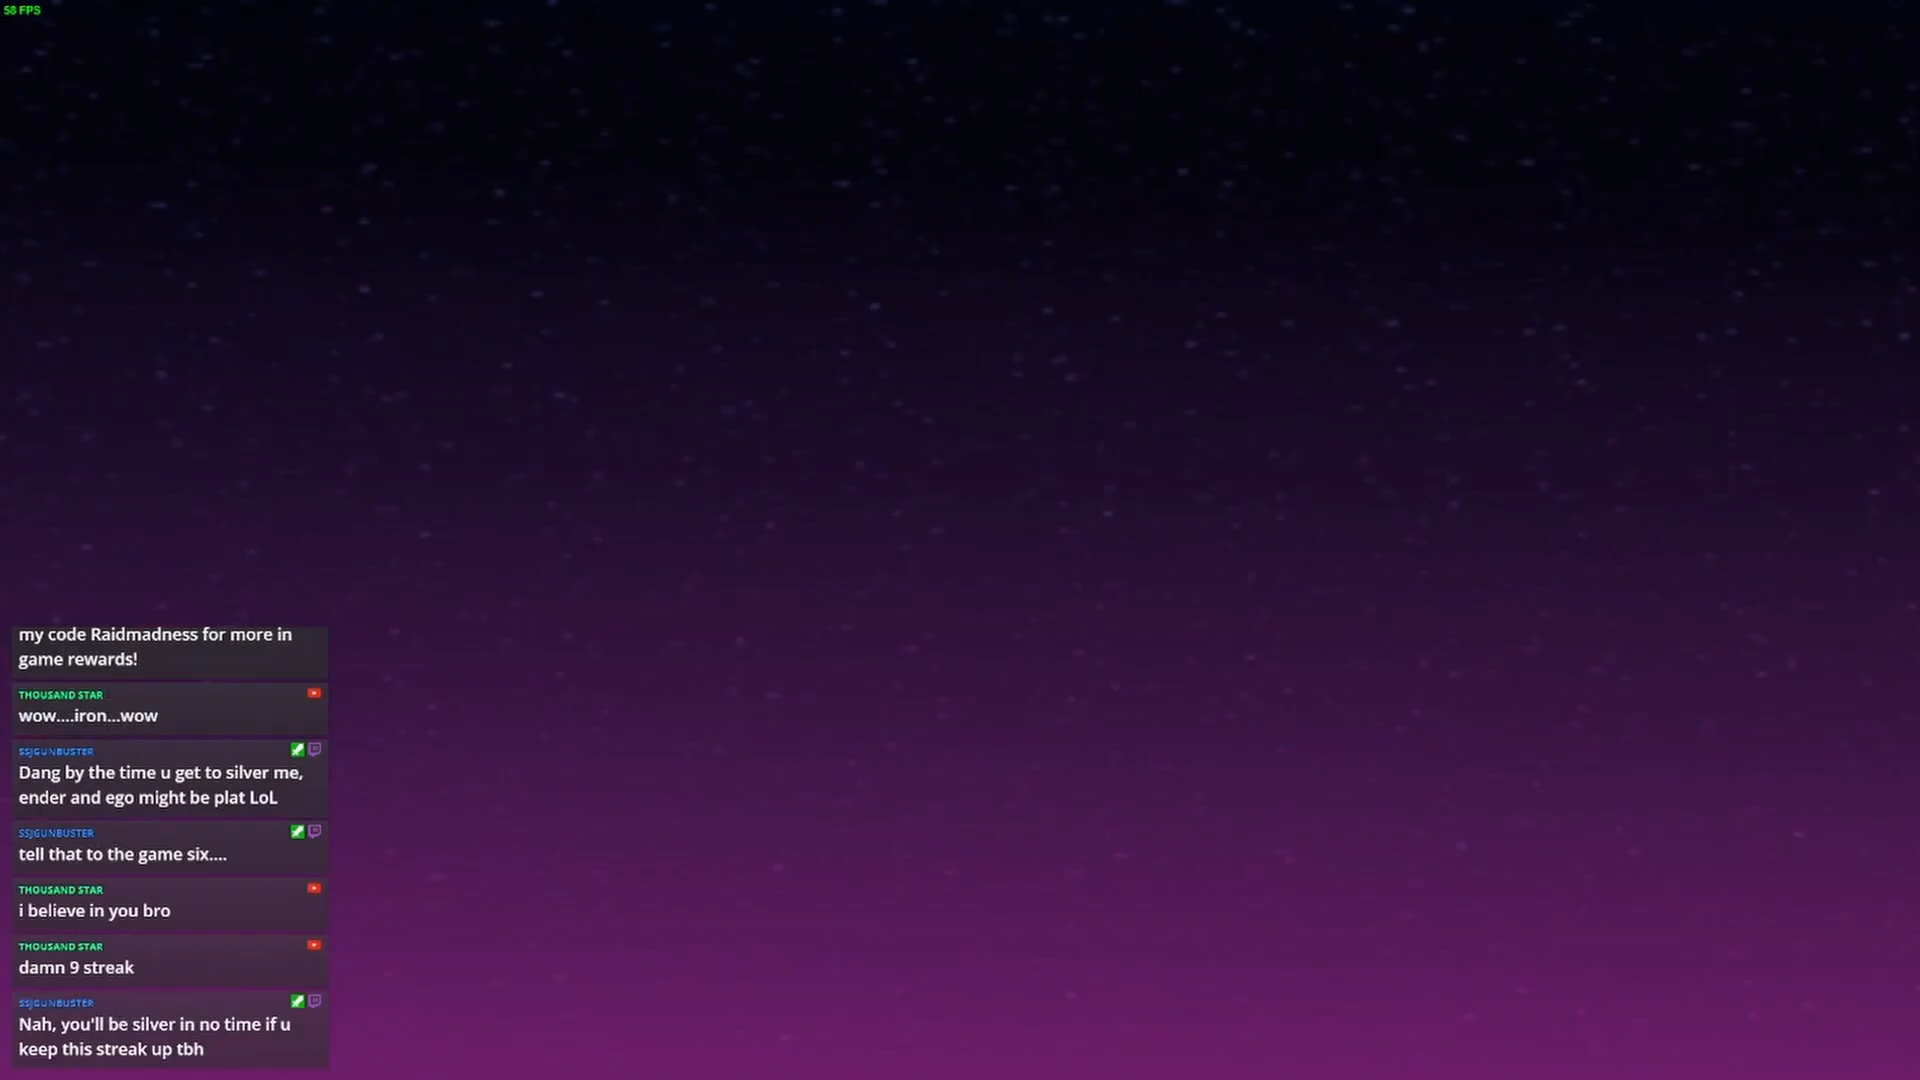 58 FPS
my code Raidmadness for more in
game rewards!
THOUSAND STAR
wow....iron...wow
SSJGUNBUSTER
Dang by the time u get to silver me,
ender and ego might be plat LoL
SSJGUNBUSTER
tell that to the game six....
THOUSAND STAR
i believe in you bro
THOUSAND STAR
damn 9 streak
SSJGUNBUSTER
Nah, you'll be silver in no time if u
keep this streak up tbh